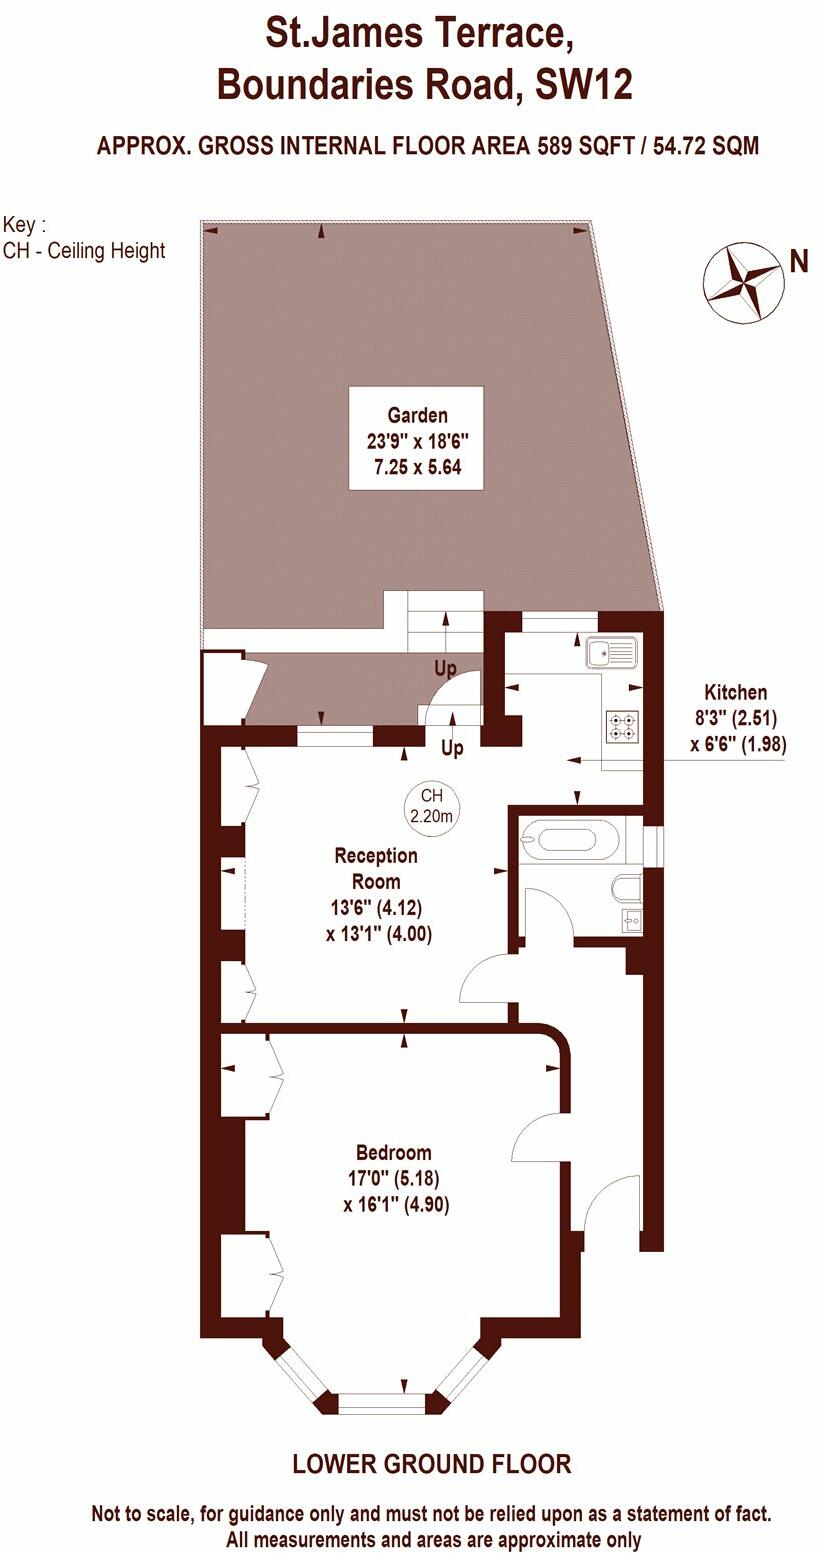 St.James Terrace,
Boundaries Road, SW12
APPROX. GROSS INTERNAL FLOOR AREA 589 SQFT / 54.72 SQM
Key :
CH - Ceiling Height
N
Garden
23'9" x 18'6"
7.25 x 5.64
Up
Up
Kitchen
8'3" (2.51)
x 6'6" (1.98)
CH
2.20m
Reception
Room
13'6" (4.12)
x 13'1" (4.00)
Bedroom
17'0" (5.18)
x 16'1" (4.90)
LOWER GROUND FLOOR
Not to scale, for guidance only and must not be relied upon as a statement of fact.
All measurements and areas are approximate only